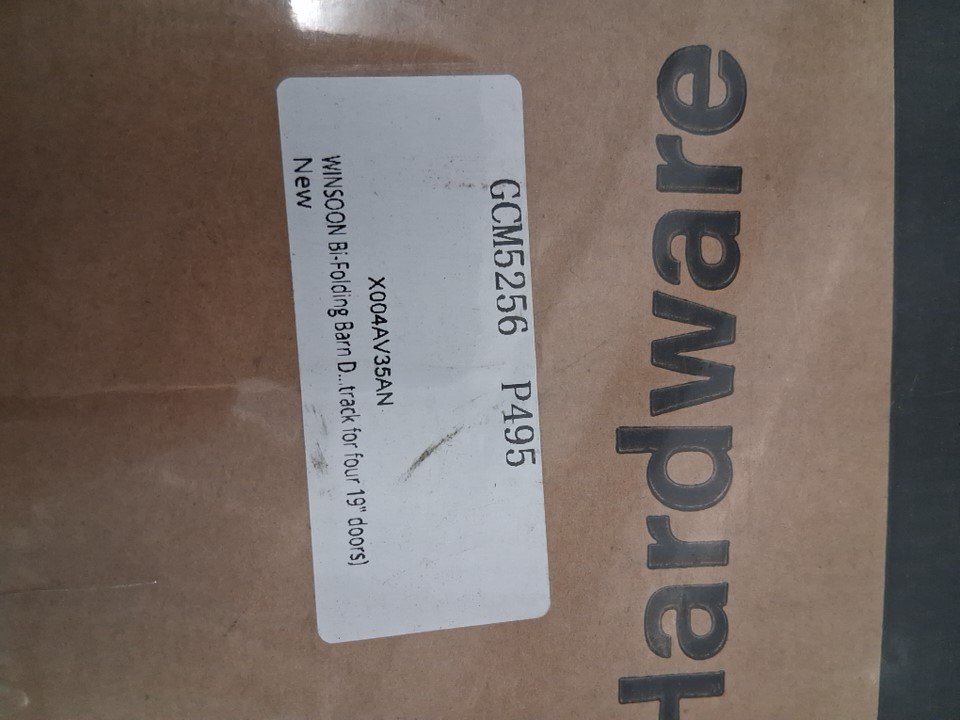 GCM5256 P495
X004AV35AN
WINSOON Bi-Folding Barn D...track for four 19" doors)
New
Hardware